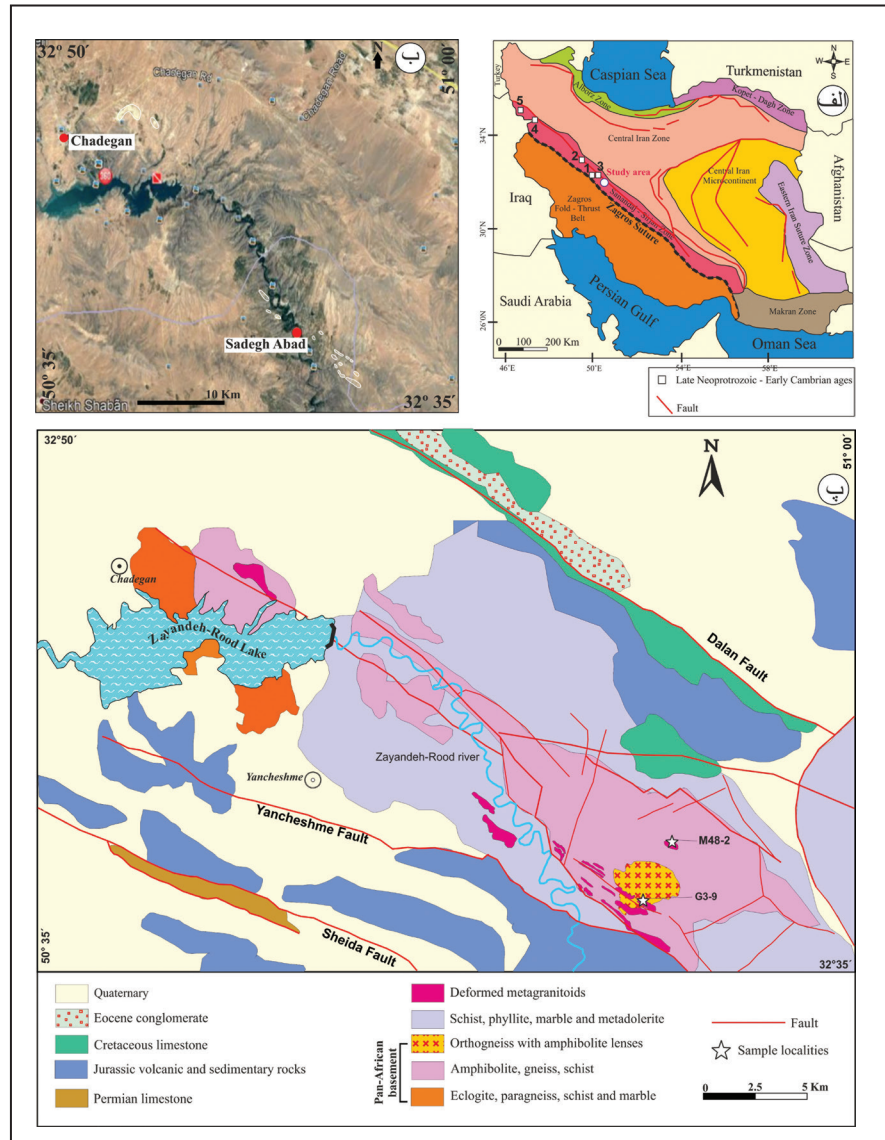 32 50´
N
ل
51 00´
Chadegan Rd
Chadegan Road
Chadegan
Sadegh Abad
50 35´
Sheikh Shabān
10 Km
32 35´
الف
N
W
E
S
Turkey
Caspian Sea
Turkmenistan
Kopet - Dagh Zone
Alborz Zone
34˚N
5
4
Central Iran Zone
2
1
3
Study area
Central Iran
Microcontinent
Afghanistan
Eastern Iran Suture Zone
Iraq
Zagros
Fold - Thrust
Belt
Zagros Suture
30˚N
Saudi Arabia
Persian Gulf
Makran Zone
26˚0N
0 100 200 Km
Oman Sea
46˚E 50˚E 54˚E 58˚E
Late Neoprotrozoic - Early Cambrian ages
Fault
32°50´
N
51° 00´
Chadegan
Zayandeh-Rood Lake
Dalan Fault
Zayandeh-Rood river
Yancheshme
Yancheshme Fault
M48-2
G3-9
Sheida Fault
50° 35´
32°35´
Quaternary
Eocene conglomerate
Cretaceous limestone
Jurassic volcanic and sedimentary rocks
Permian limestone
Deformed metagranitoids
Schist, phyllite, marble and metadolerite
Pan-African
basement
Orthogneiss with amphibolite lenses
Amphibolite, gneiss, schist
Eclogite, paragneiss, schist and marble
Fault
Sample localities
0 2.5 5 Km